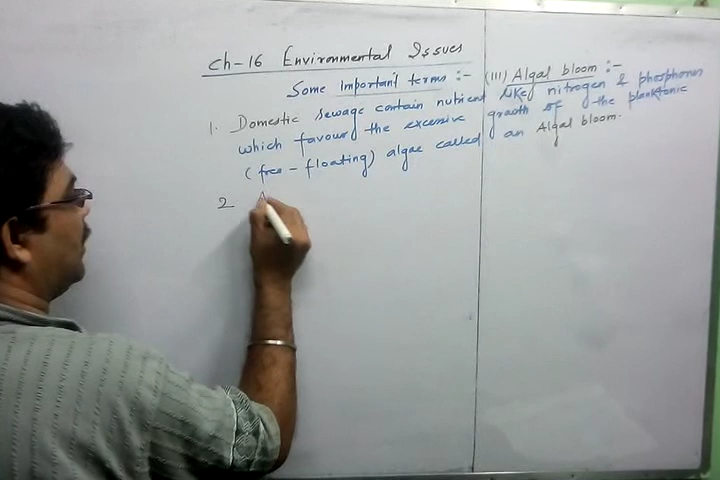 Ch-16 Environmental Issues
Some Important terms :- (III) Algal bloom :-
1. Domestic sewage contain nutrient like nitrogen & phosphorus
which favour the excessive growth of the planktonic
(free-floating) algae called an Algal bloom.
2 A